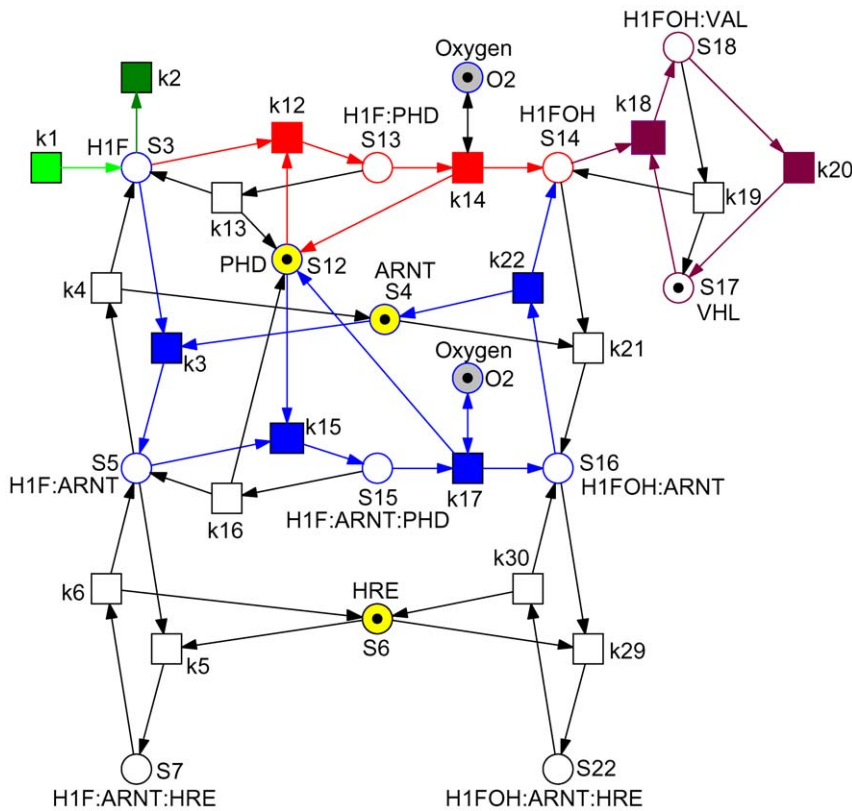 H1FOH:VAL
S18
Oxygen
O2
k2
k12
H1F:PHD
S13
H1FOH
S14
k18
k1
H1F
S3
k14
k20
k13
k19
PHD
S12
ARNT
S4
k22
S17
VHL
k4
k3
k21
Oxygen
O2
k15
S5
H1F:ARNT
k16
S15
H1F:ARNT:PHD
k17
S16
H1FOH:ARNT
k6
HRE
S6
k30
k5
k29
S7
H1F:ARNT:HRE
S22
H1FOH:ARNT:HRE